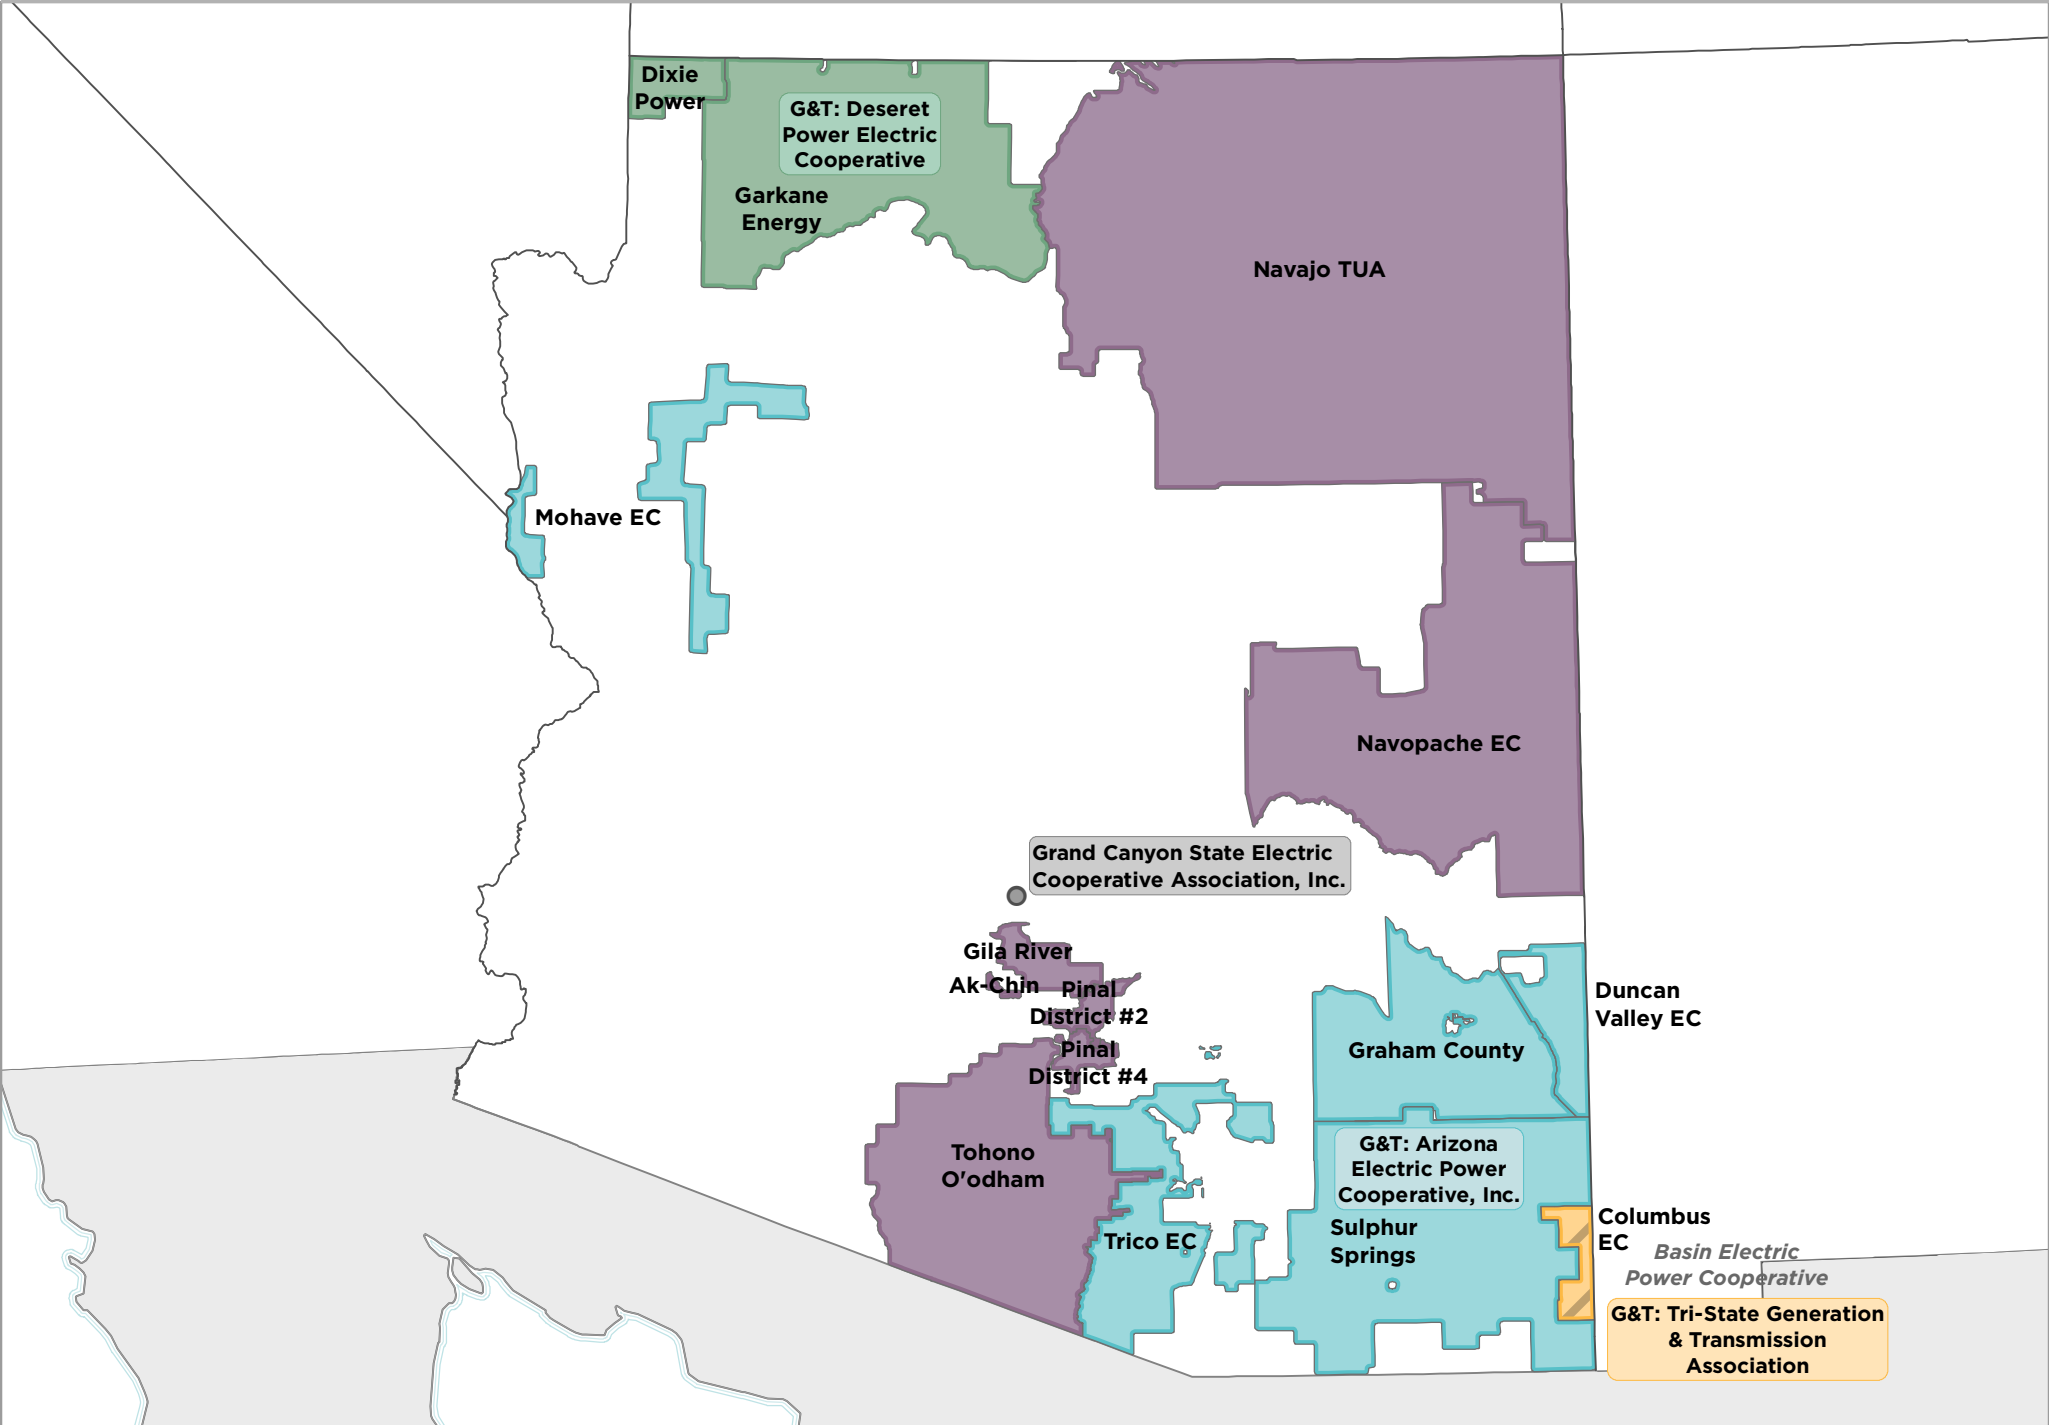 Dixie
Power
G&T: Deseret
Power Electric
Cooperative
Garkane
Energy
Navajo TUA
Mohave EC
Navopache EC
Grand Canyon State Electric
Cooperative Association, Inc.
Gila River
Ak-Chin
Pinal
District #2
Pinal
District #4
Duncan
Valley EC
Graham County
Tohono
O'odham
G&T: Arizona
Electric Power
Cooperative, Inc.
Trico EC
Sulphur
Springs
Columbus
EC
Basin Electric
Power Cooperative
G&T: Tri-State Generation
& Transmission
Association